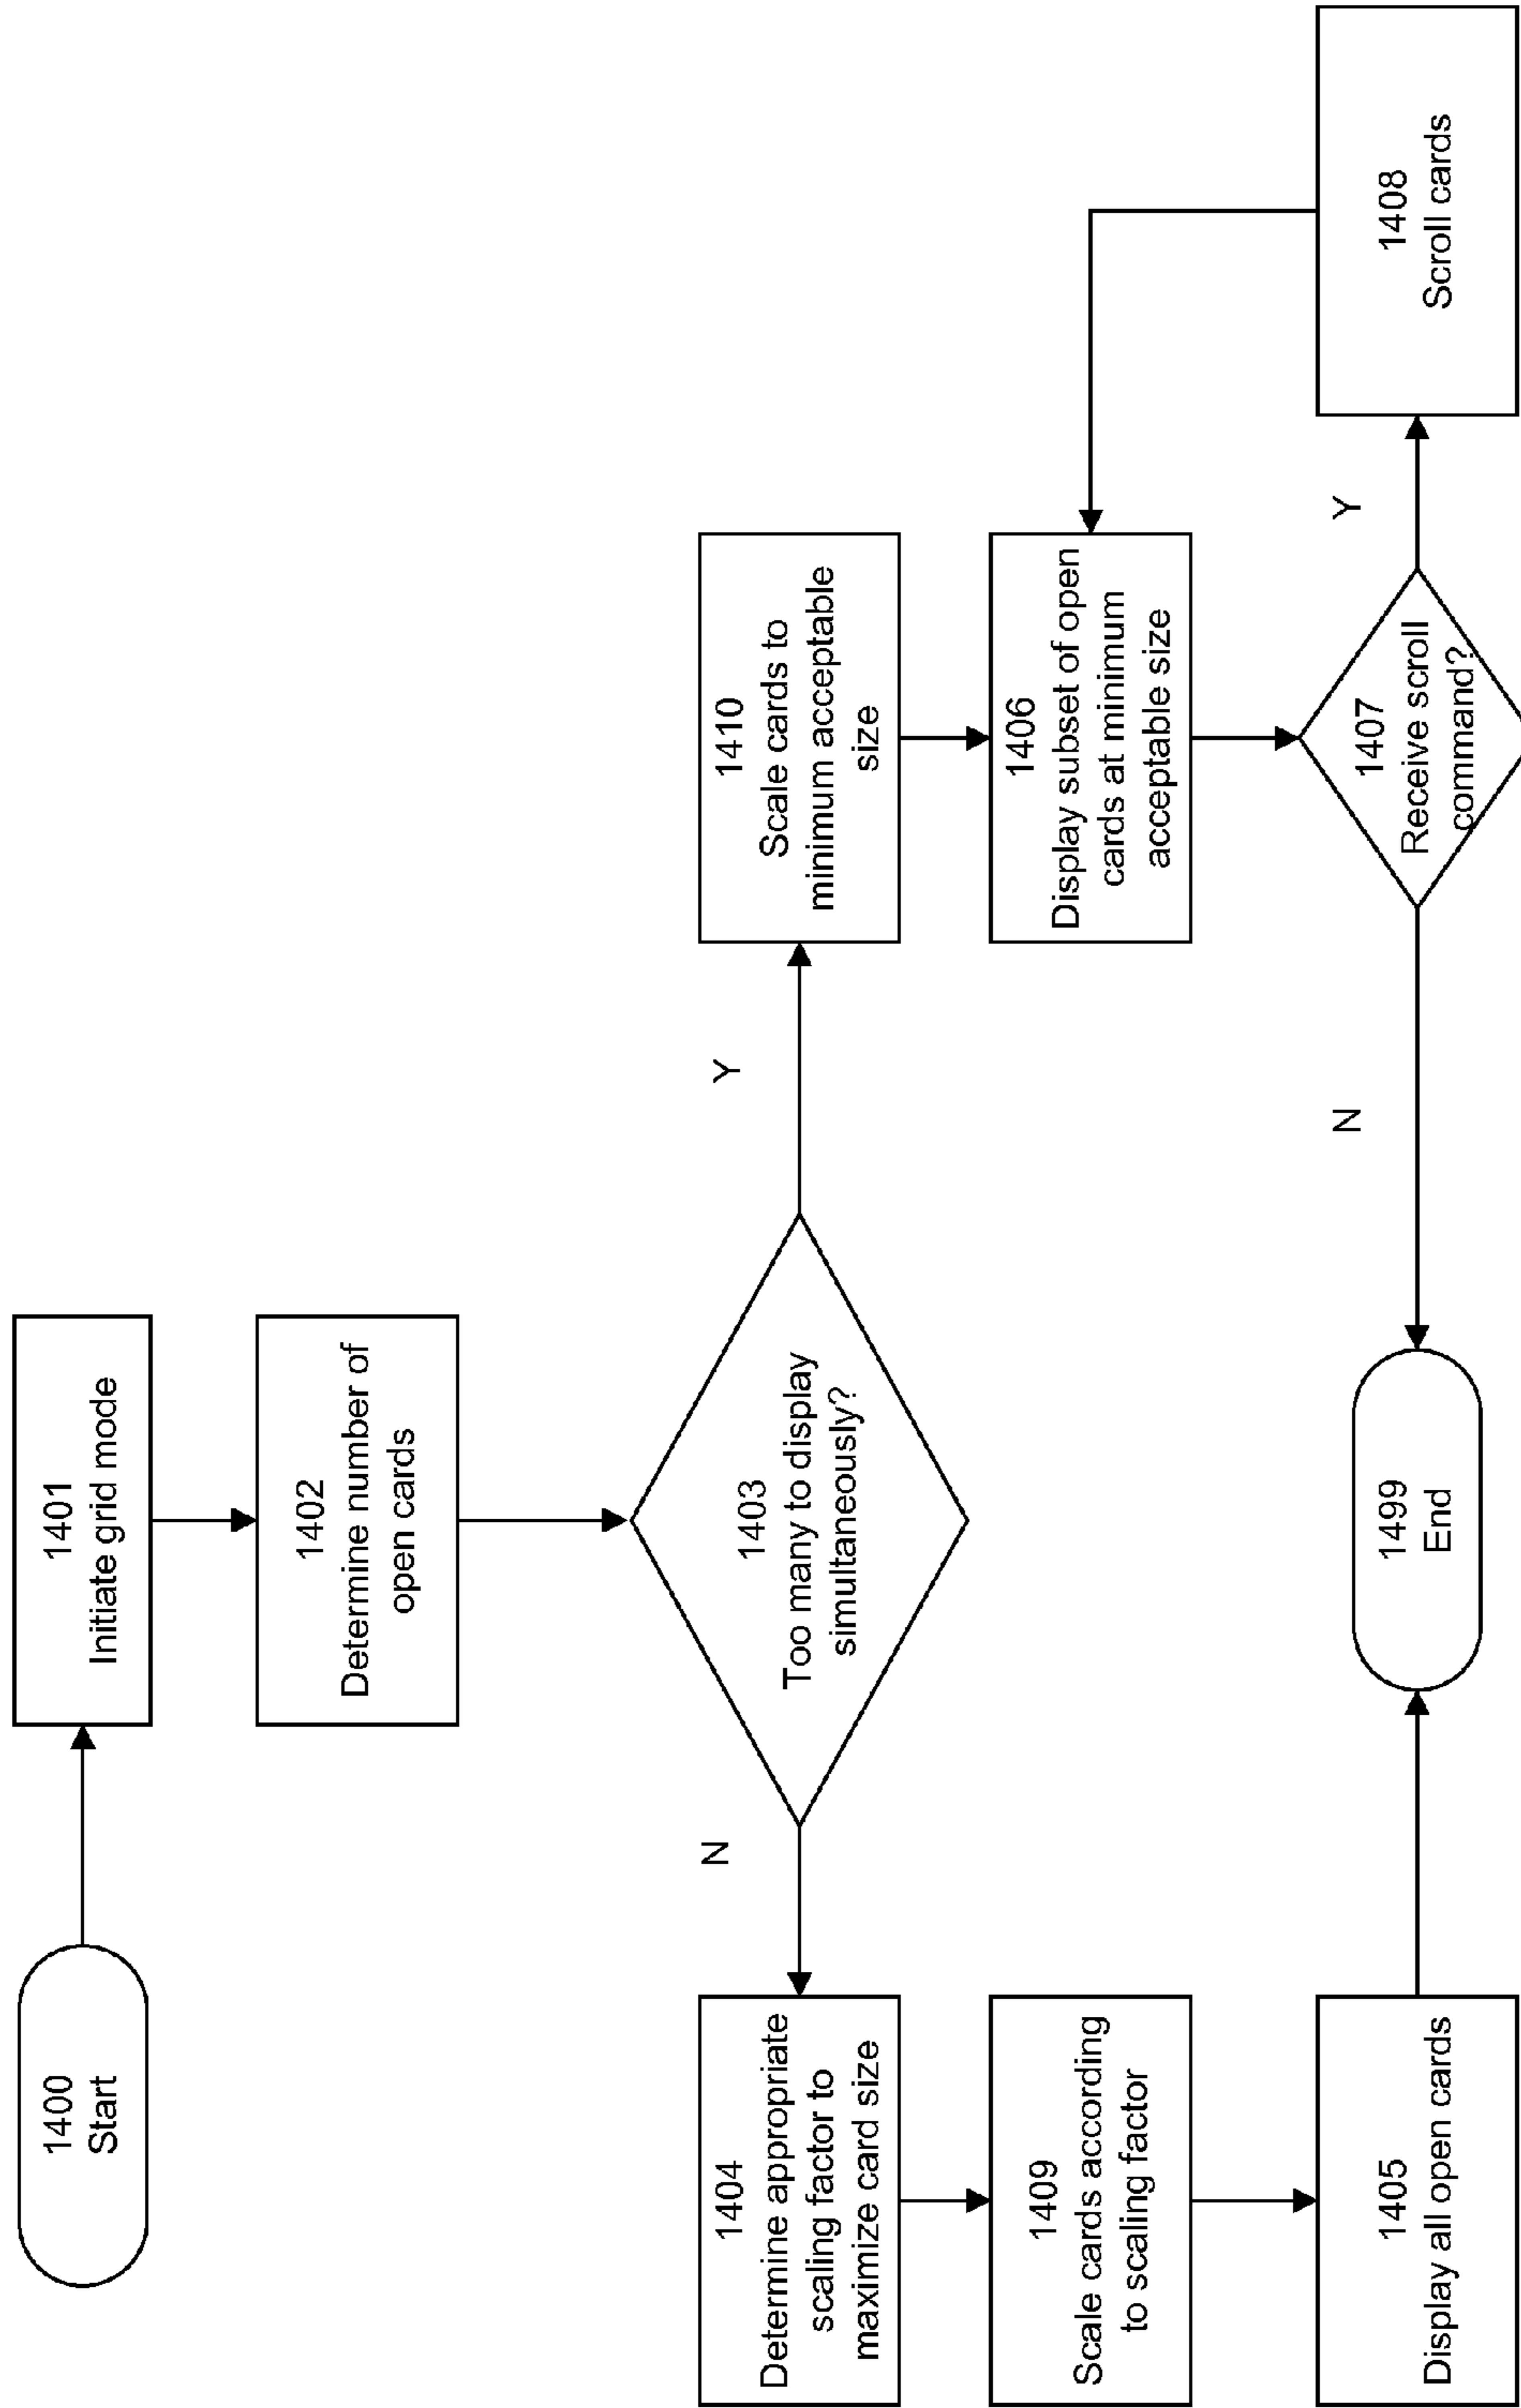 1400
Start
1401
Initiate grid mode
1402
Determine number of
open cards
1403
Too many to display
simultaneously?
N
Y
1404
Determine appropriate
scaling factor to
maximize card size
1410
Scale cards to
minimum acceptable
size
1409
Scale cards according
to scaling factor
1406
Display subset of open
cards at minimum
acceptable size
1405
Display all open cards
1499
End
N
1407
Receive scroll
command?
Y
1408
Scroll cards